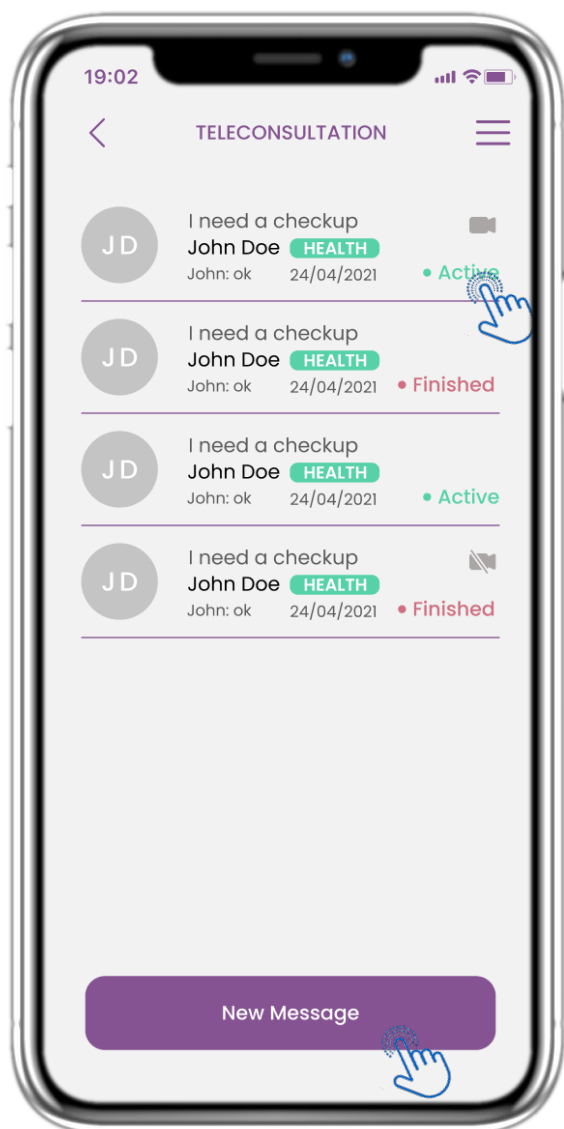 19:02
TELECONSULTATION
JD
I need a checkup
John Doe HEALTH
John: ok 24/04/2021 • Active
JD
I need a checkup
John Doe HEALTH
John: ok 24/04/2021 • Finished
JD
I need a checkup
John Doe HEALTH
John: ok 24/04/2021 • Active
JD
I need a checkup
John Doe HEALTH
John: ok 24/04/2021 • Finished
New Message